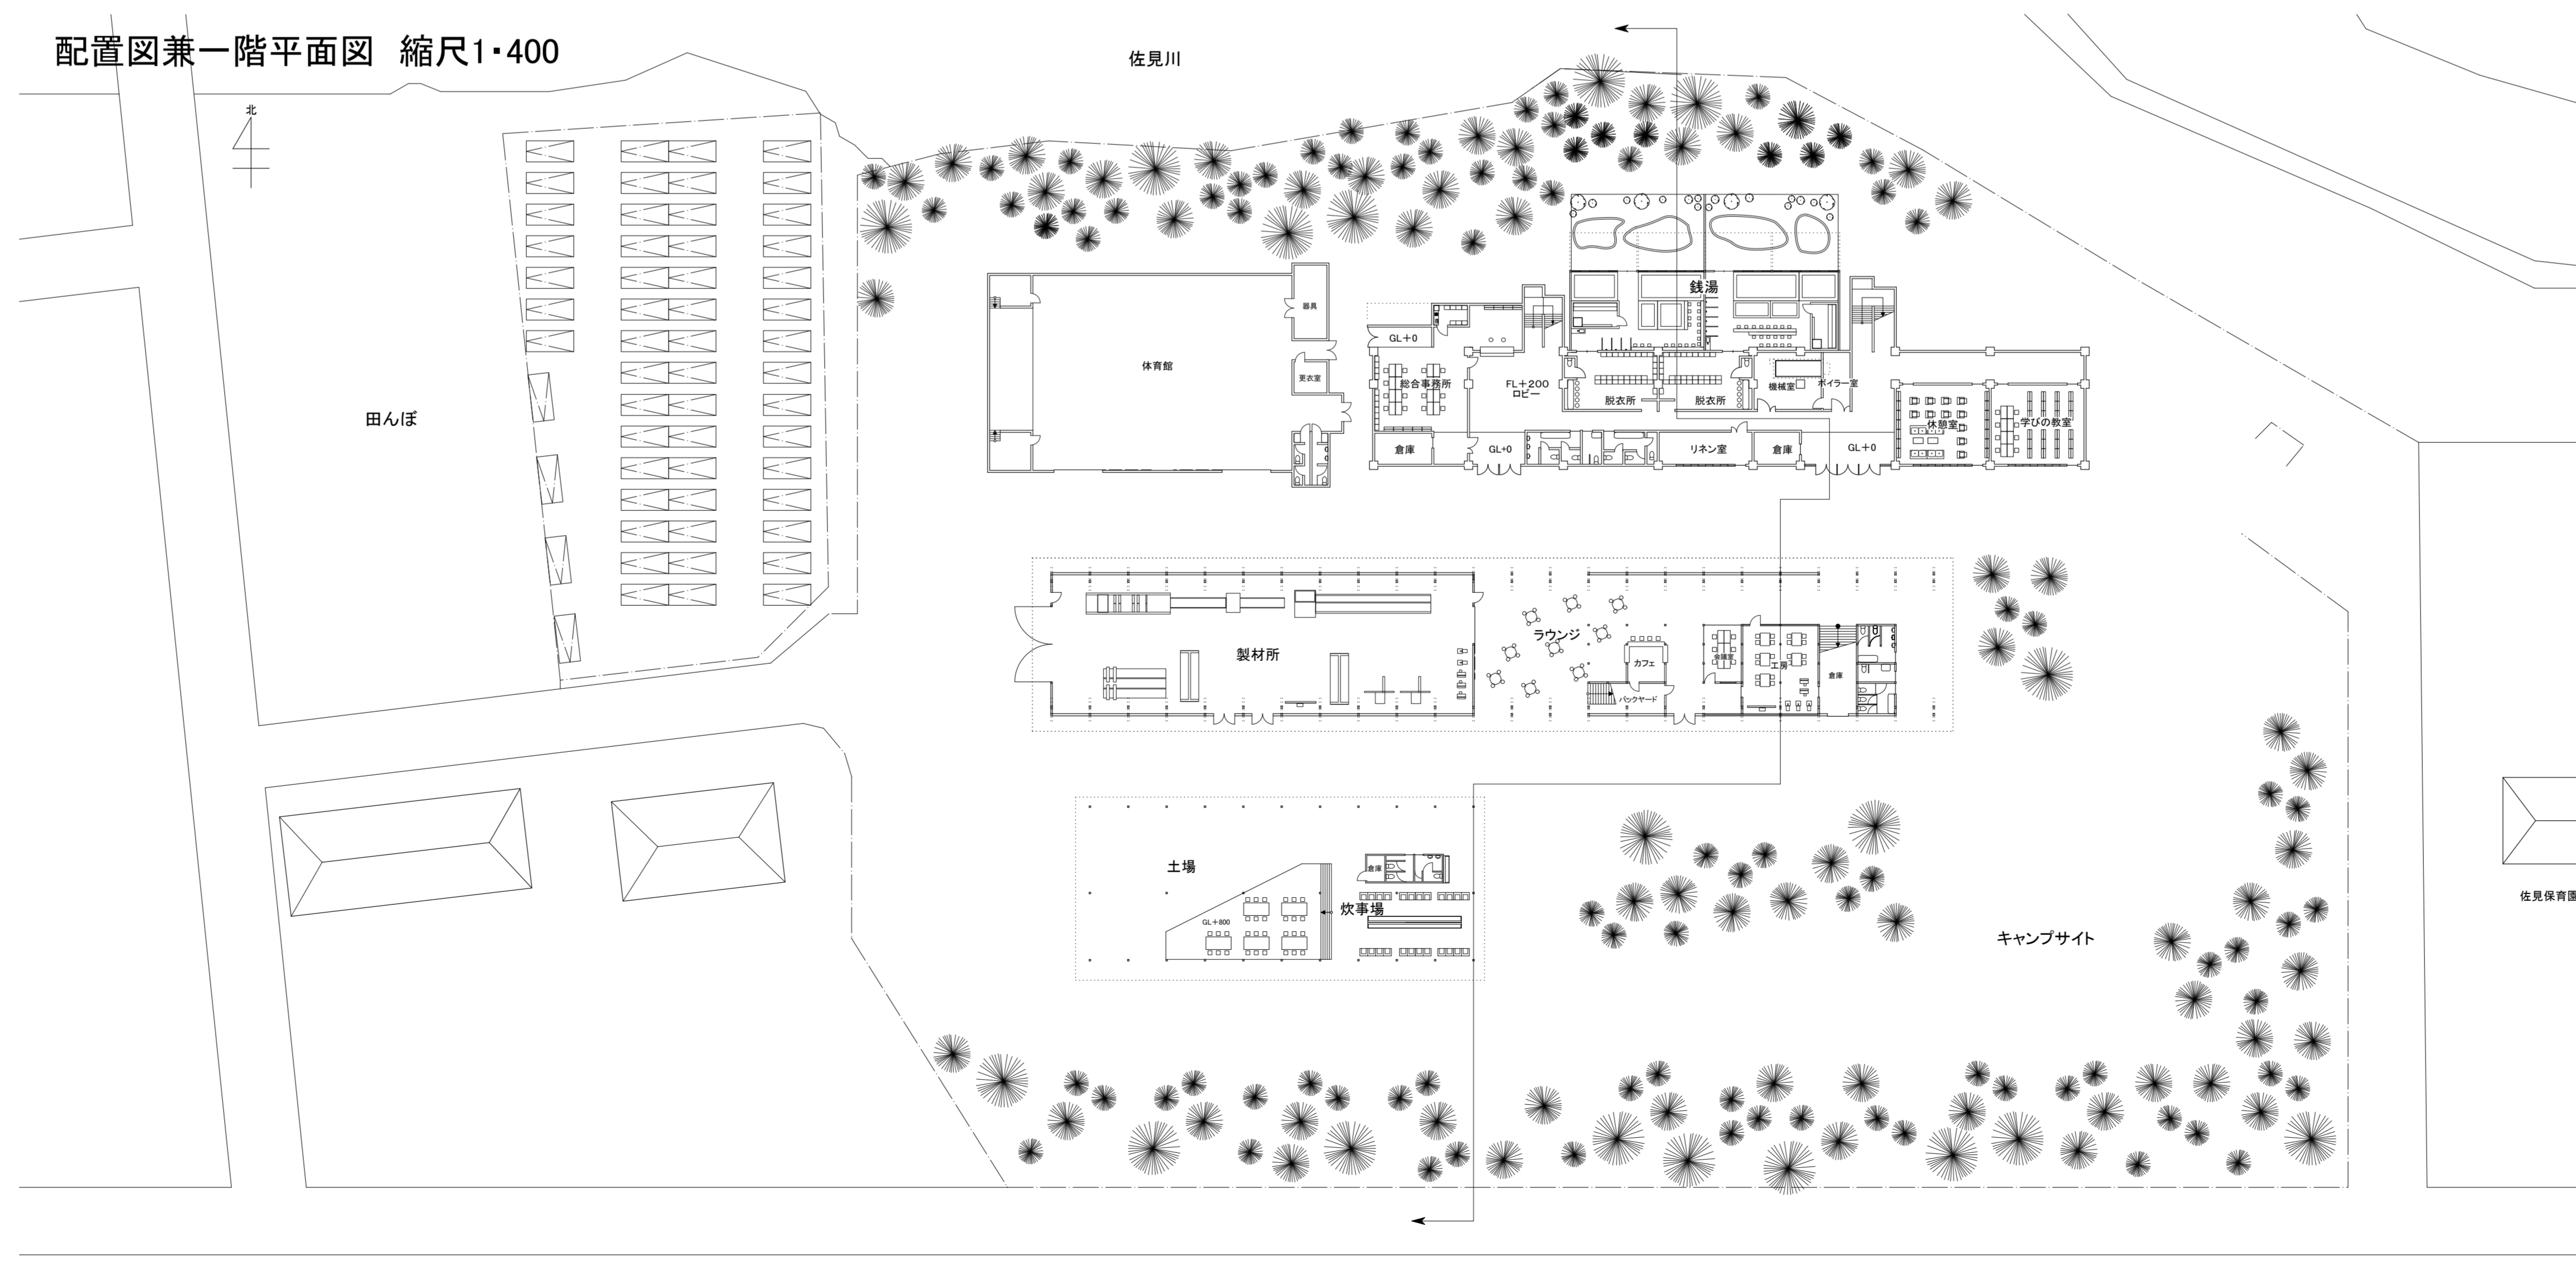 配置図兼一階平面図 縮尺1・400
佐見川
北
銭湯
器具
GL+0
体育館
更衣室
総合事務所
FL+200
ロビー
機械室
ボイラー室
脱衣所
脱衣所
田んぼ
休憩室
学びの教室
倉庫
GL+0
リネン室
倉庫
GL+0
ラウンジ
製材所
カフェ
会議室
工房
倉庫
バックヤード
土場
倉庫
炊事場
GL+800
佐見保育園
キャンプサイト